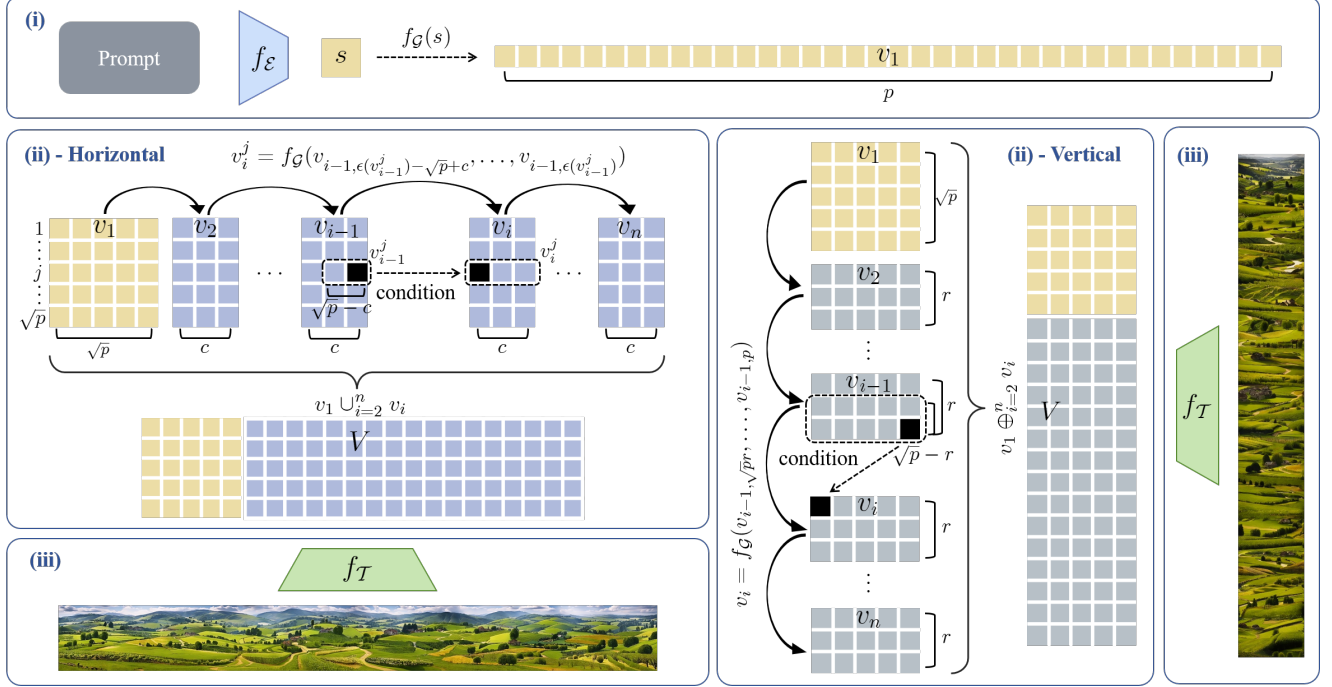 (i)
Prompt
f_ℰ
s
f_𝒢(s)
v_1
p
(ii) - Horizontal
v_i^j = f_𝒢(v_{i−1,ϵ(v_{i−1}^j)−√p+c}, . . . , v_{i−1,ϵ(v_{i−1}^j)})
v_1 v_2 v_{i−1} v_i v_n
1
⋮
j
⋮
√p
· · ·
v_{i−1}^j
condition
v_i^j
· · ·
√p − c
√p c c c c
v_1 ∪_{i=2}^n v_i
V
(iii)
f_𝒯
(ii) - Vertical
v_1
√p
v_2
r
⋮
v_{i−1}
r
√p − r
condition
v_i
r
⋮
v_n
r
v_i = f_𝒢(v_{i−1,√pr}, . . . , v_{i−1,p})
v_1 ⊕_{i=2}^n v_i
V
(iii)
f_𝒯